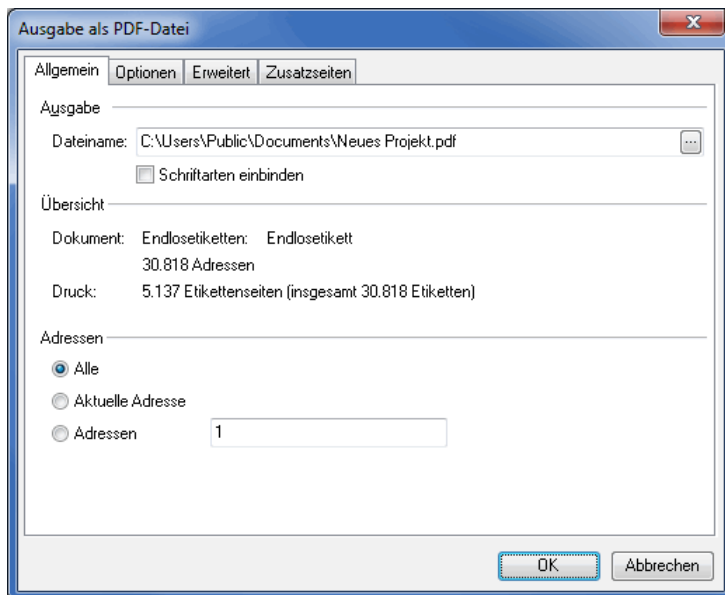 Ausgabe als PDF-Datei
Allgemein Optionen Erweitert Zusatzseiten
Ausgabe
Dateiname: C:\Users\Public\Documents\Neues Projekt.pdf ...
Schriftarten einbinden
Übersicht
Dokument: Endlosetiketten: Endlosetikett
30.818 Adressen
Druck: 5.137 Etikettenseiten (insgesamt 30.818 Etiketten)
Adressen
Alle
Aktuelle Adresse
Adressen 1
OK Abbrechen